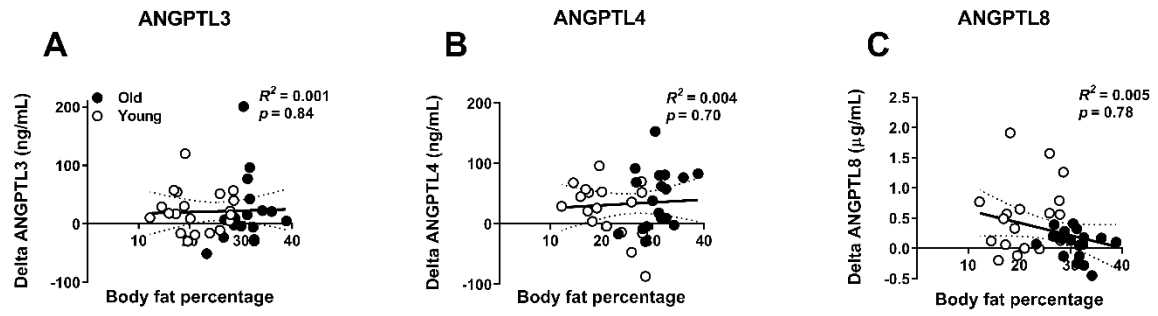 ANGPTL3
A
Delta ANGPTL3 (ng/mL)
200
100
0
-100
10
20
30
40
Old
Young
R² = 0.001
p = 0.84
Body fat percentage
ANGPTL4
B
Delta ANGPTL4 (ng/mL)
200
100
0
-100
10
20
30
40
R² = 0.004
p = 0.70
Body fat percentage
ANGPTL8
C
Delta ANGPTL8 (µg/mL)
2.5
2.0
1.5
1.0
0.5
0.0
-0.5
10
20
30
40
R² = 0.005
p = 0.78
Body fat percentage